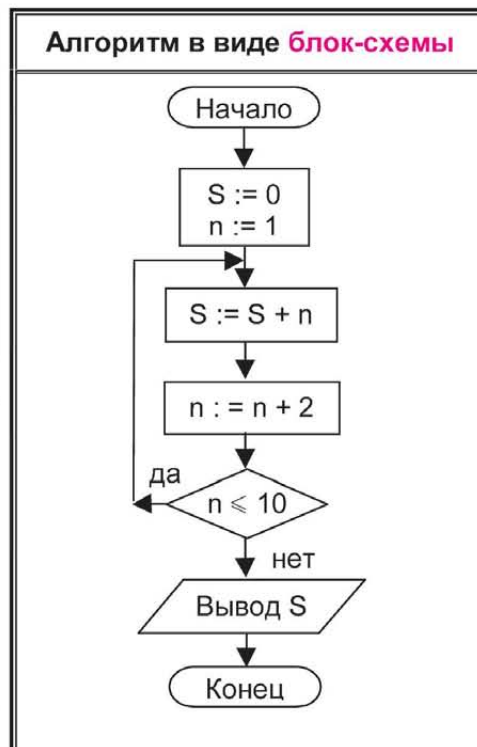 Алгоритм в виде блок-схемы
Начало
S := 0
n := 1
S := S + n
n : = n + 2
да
n ⩽ 10
нет
Вывод S
Конец